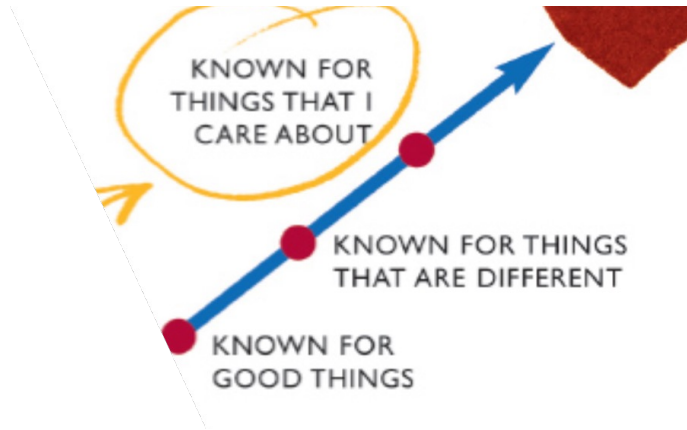 KNOWN FOR
THINGS THAT I
CARE ABOUT
KNOWN FOR THINGS
THAT ARE DIFFERENT
KNOWN FOR
GOOD THINGS